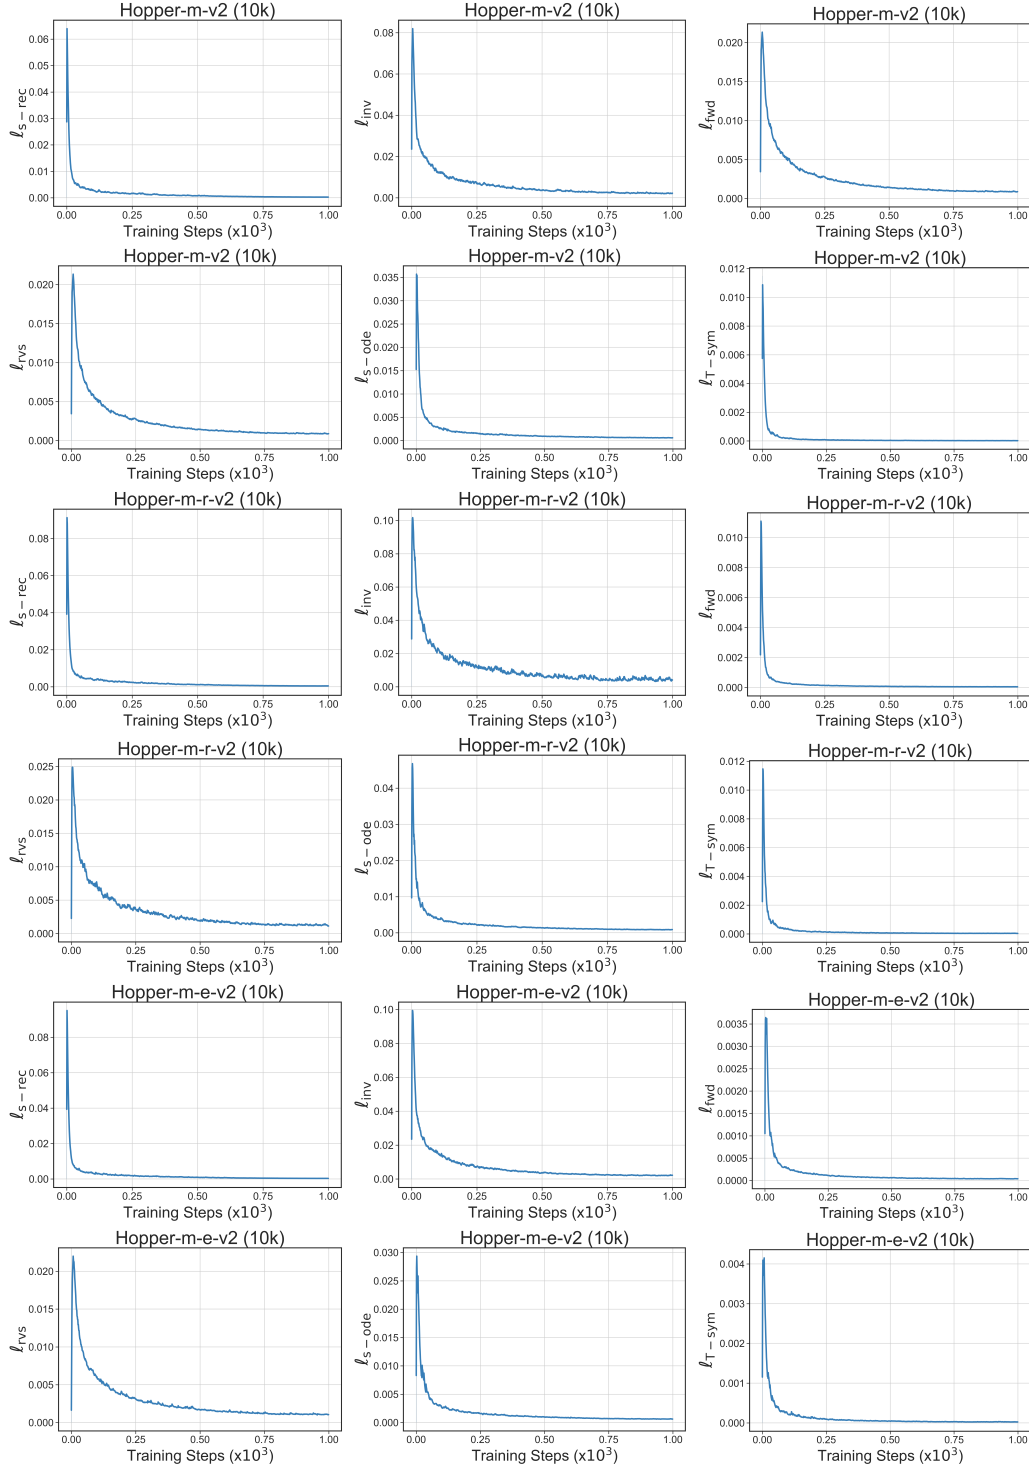 Hopper-m-v2 (10k)
ℓs−rec
0.06
0.05
0.04
0.03
0.02
0.01
0.00
0.00 0.25 0.50 0.75 1.00
Training Steps (x10³)
Hopper-m-v2 (10k)
ℓinv
0.08
0.06
0.04
0.02
0.00
0.00 0.25 0.50 0.75 1.00
Training Steps (x10³)
Hopper-m-v2 (10k)
ℓfwd
0.020
0.015
0.010
0.005
0.000
0.00 0.25 0.50 0.75 1.00
Training Steps (x10³)
Hopper-m-v2 (10k)
ℓrvs
0.020
0.015
0.010
0.005
0.000
0.00 0.25 0.50 0.75 1.00
Training Steps (x10³)
Hopper-m-v2 (10k)
ℓs−ode
0.035
0.030
0.025
0.020
0.015
0.010
0.005
0.000
0.00 0.25 0.50 0.75 1.00
Training Steps (x10³)
Hopper-m-v2 (10k)
ℓT−sym
0.012
0.010
0.008
0.006
0.004
0.002
0.000
0.00 0.25 0.50 0.75 1.00
Training Steps (x10³)
Hopper-m-r-v2 (10k)
ℓs−rec
0.08
0.06
0.04
0.02
0.00
0.00 0.25 0.50 0.75 1.00
Training Steps (x10³)
Hopper-m-r-v2 (10k)
ℓinv
0.10
0.08
0.06
0.04
0.02
0.00
0.00 0.25 0.50 0.75 1.00
Training Steps (x10³)
Hopper-m-r-v2 (10k)
ℓfwd
0.010
0.008
0.006
0.004
0.002
0.000
0.00 0.25 0.50 0.75 1.00
Training Steps (x10³)
Hopper-m-r-v2 (10k)
ℓrvs
0.025
0.020
0.015
0.010
0.005
0.000
0.00 0.25 0.50 0.75 1.00
Training Steps (x10³)
Hopper-m-r-v2 (10k)
ℓs−ode
0.04
0.03
0.02
0.01
0.00
0.00 0.25 0.50 0.75 1.00
Training Steps (x10³)
Hopper-m-r-v2 (10k)
ℓT−sym
0.012
0.010
0.008
0.006
0.004
0.002
0.000
0.00 0.25 0.50 0.75 1.00
Training Steps (x10³)
Hopper-m-e-v2 (10k)
ℓs−rec
0.08
0.06
0.04
0.02
0.00
0.00 0.25 0.50 0.75 1.00
Training Steps (x10³)
Hopper-m-e-v2 (10k)
ℓinv
0.10
0.08
0.06
0.04
0.02
0.00
0.00 0.25 0.50 0.75 1.00
Training Steps (x10³)
Hopper-m-e-v2 (10k)
ℓfwd
0.0035
0.0030
0.0025
0.0020
0.0015
0.0010
0.0005
0.0000
0.00 0.25 0.50 0.75 1.00
Training Steps (x10³)
Hopper-m-e-v2 (10k)
ℓrvs
0.020
0.015
0.010
0.005
0.000
0.00 0.25 0.50 0.75 1.00
Training Steps (x10³)
Hopper-m-e-v2 (10k)
ℓs−ode
0.030
0.025
0.020
0.015
0.010
0.005
0.000
0.00 0.25 0.50 0.75 1.00
Training Steps (x10³)
Hopper-m-e-v2 (10k)
ℓT−sym
0.004
0.003
0.002
0.001
0.000
0.00 0.25 0.50 0.75 1.00
Training Steps (x10³)